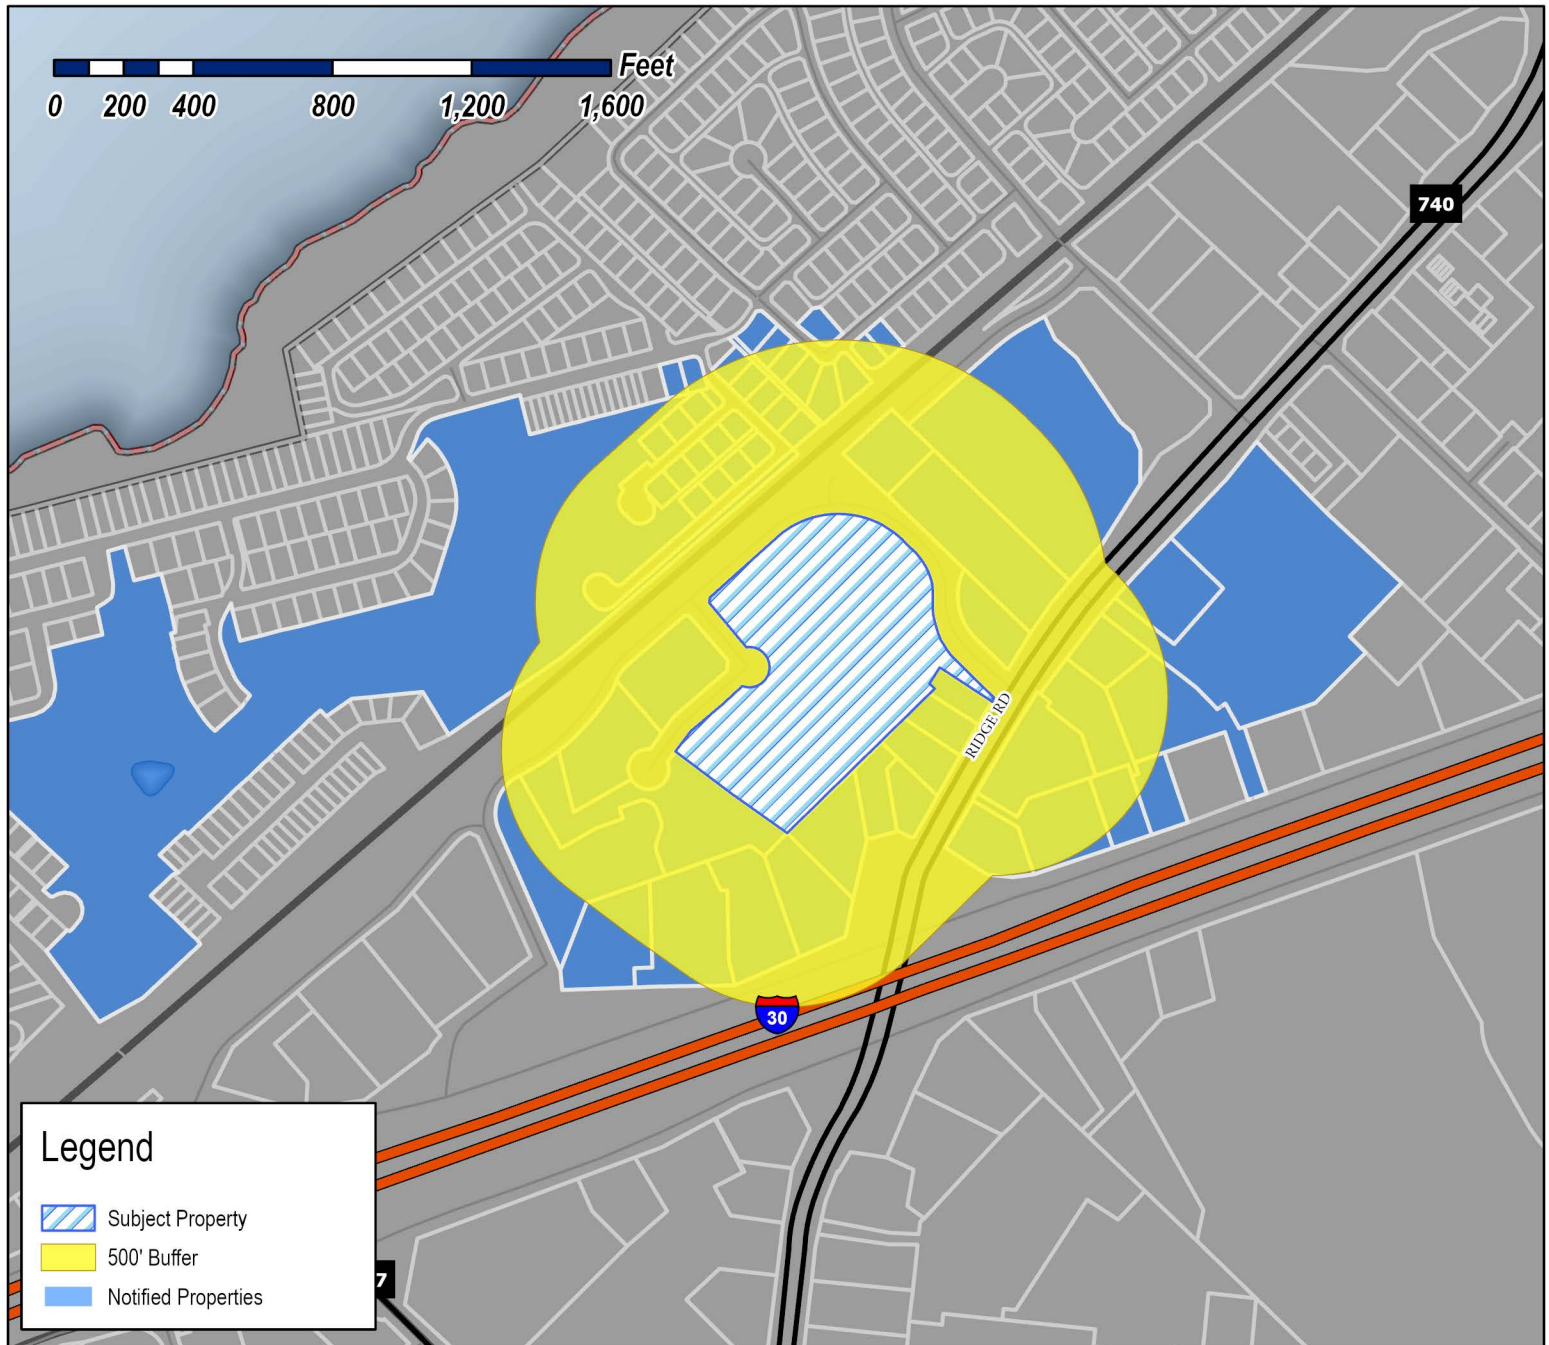 Feet
0 200 400 800 1,200 1,600
740
RIDGE RD
30
Legend
Subject Property
7
500' Buffer
Notified Properties